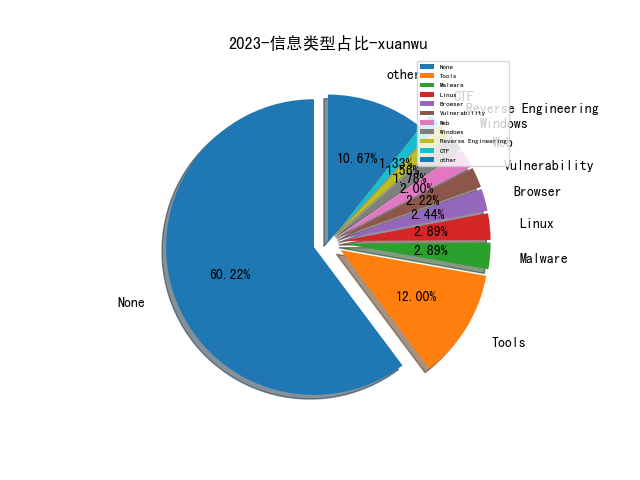 2023-信息类型占比-xuanwu
other
CTF
Reverse Engineering
Windows
Web
Vulnerability
Browser
Linux
Malware
Tools
None
10.67%
1.33%
1.56%
1.78%
2.00%
2.22%
2.44%
2.89%
2.89%
12.00%
60.22%
None
Tools
Malware
Linux
Browser
Vulnerability
Web
Windows
Reverse Engineering
CTF
other